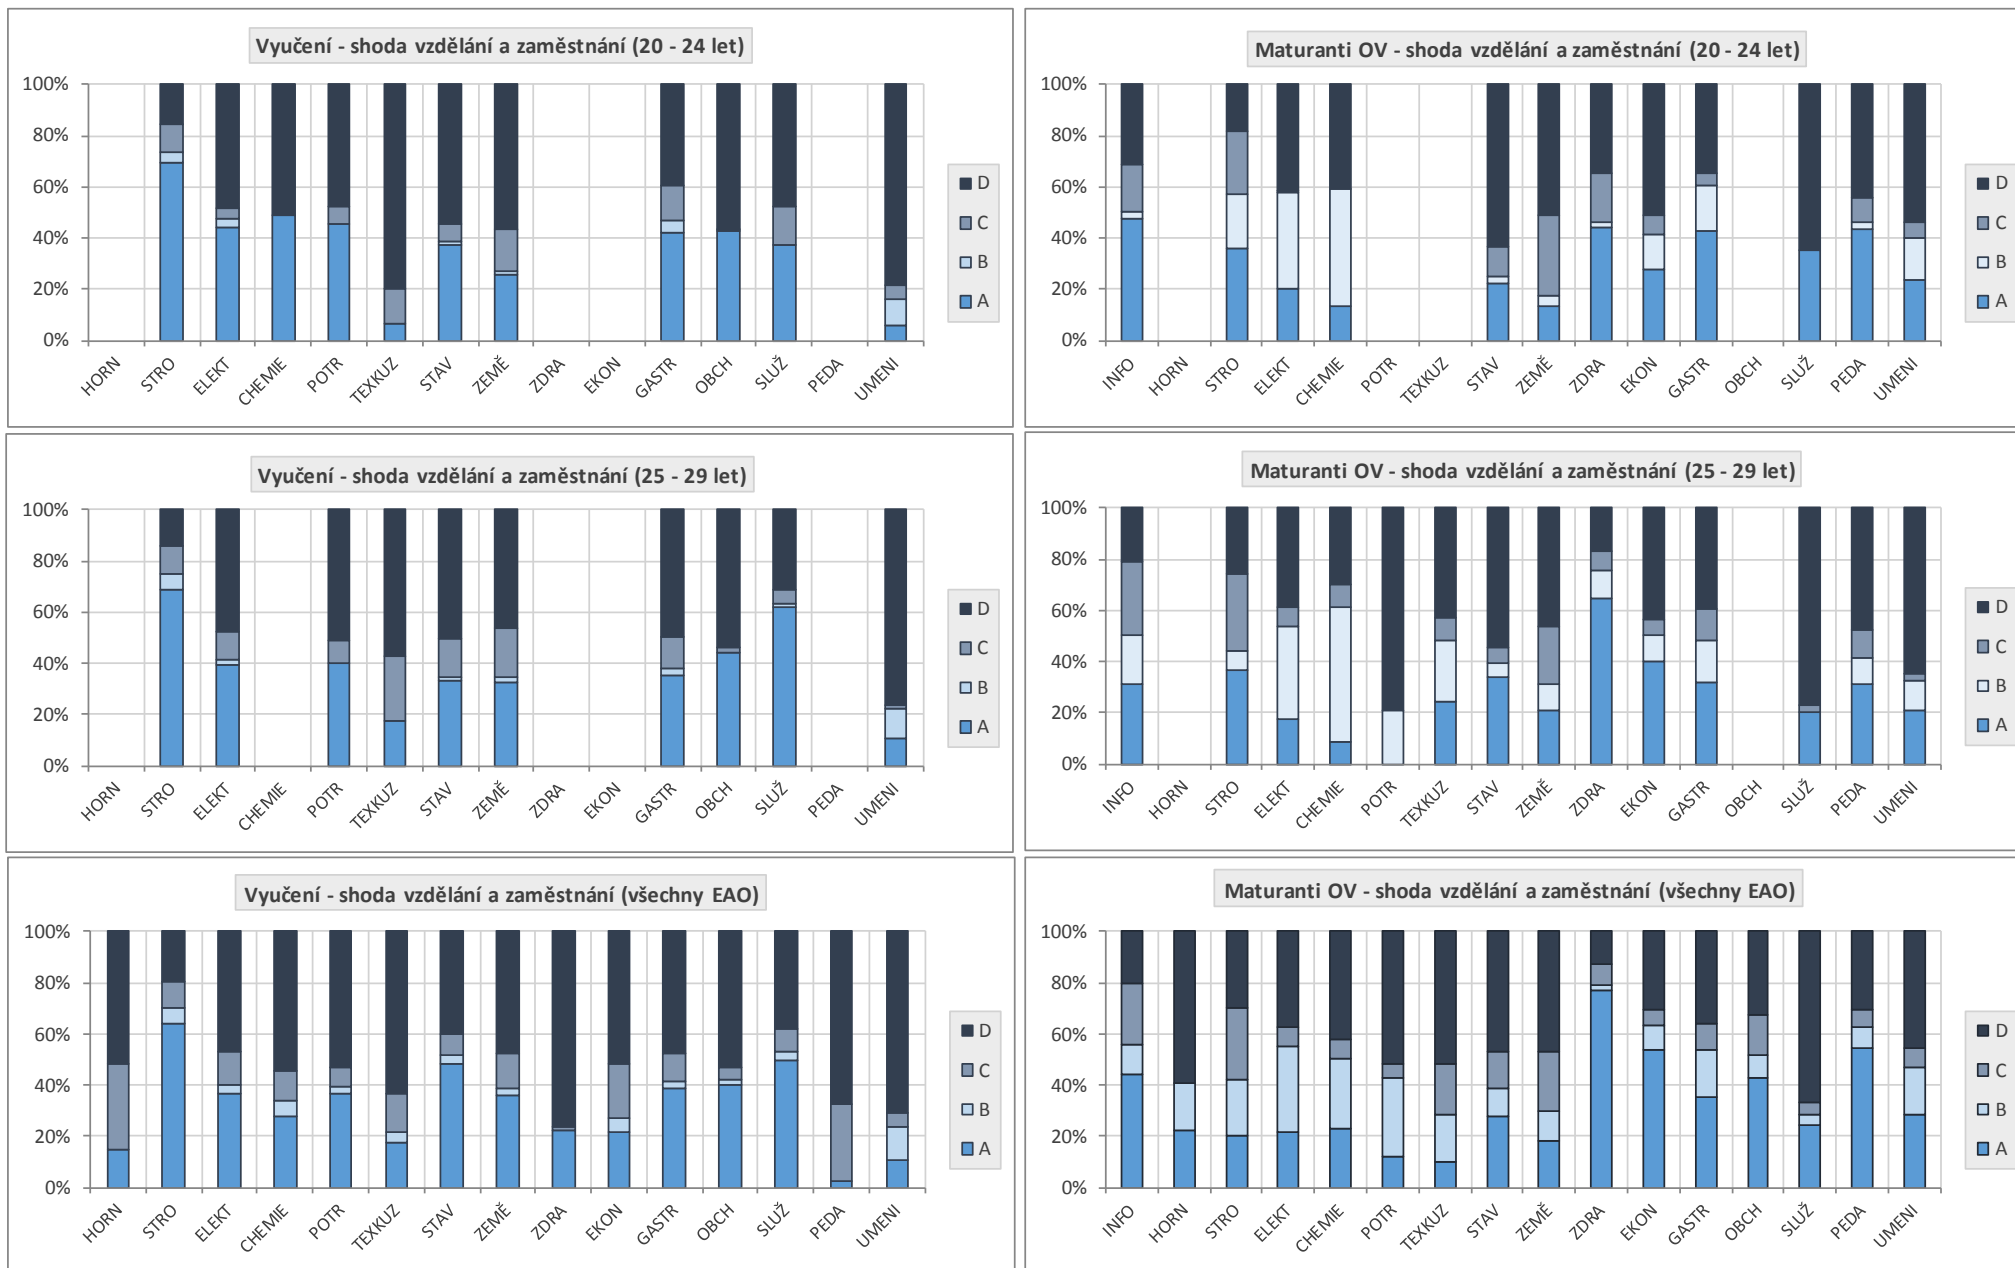 Vyučení - shoda vzdělání a zaměstnání (20 - 24 let)
100%
80%
60%
40%
20%
0%
HORN STRO ELEKT CHEMIE POTR TEXKUZ STAV ZEMĚ ZDRA EKON GASTR OBCH SLUŽ PEDA UMENI
D
C
B
A
Maturanti OV - shoda vzdělání a zaměstnání (20 - 24 let)
100%
80%
60%
40%
20%
0%
INFO HORN STRO ELEKT CHEMIE POTR TEXKUZ STAV ZEMĚ ZDRA EKON GASTR OBCH SLUŽ PEDA UMENI
D
C
B
A
Vyučení - shoda vzdělání a zaměstnání (25 - 29 let)
100%
80%
60%
40%
20%
0%
HORN STRO ELEKT CHEMIE POTR TEXKUZ STAV ZEMĚ ZDRA EKON GASTR OBCH SLUŽ PEDA UMENI
D
C
B
A
Maturanti OV - shoda vzdělání a zaměstnání (25 - 29 let)
100%
80%
60%
40%
20%
0%
INFO HORN STRO ELEKT CHEMIE POTR TEXKUZ STAV ZEMĚ ZDRA EKON GASTR OBCH SLUŽ PEDA UMENI
D
C
B
A
Vyučení - shoda vzdělání a zaměstnání (všechny EAO)
100%
80%
60%
40%
20%
0%
HORN STRO ELEKT CHEMIE POTR TEXKUZ STAV ZEMĚ ZDRA EKON GASTR OBCH SLUŽ PEDA UMENI
D
C
B
A
Maturanti OV - shoda vzdělání a zaměstnání (všechny EAO)
100%
80%
60%
40%
20%
0%
INFO HORN STRO ELEKT CHEMIE POTR TEXKUZ STAV ZEMĚ ZDRA EKON GASTR OBCH SLUŽ PEDA UMENI
D
C
B
A